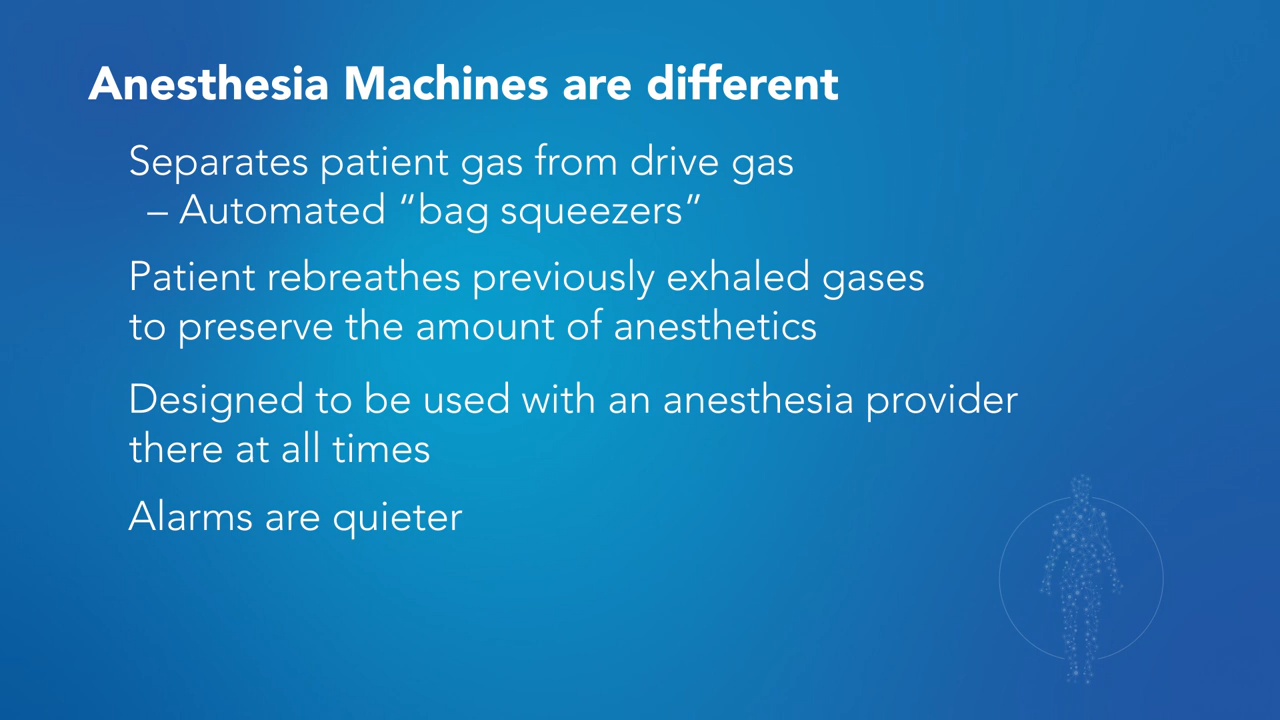 Anesthesia Machines are different
Separates patient gas from drive gas
– Automated “bag squeezers”
Patient rebreathes previously exhaled gases
to preserve the amount of anesthetics
Designed to be used with an anesthesia provider
there at all times
Alarms are quieter